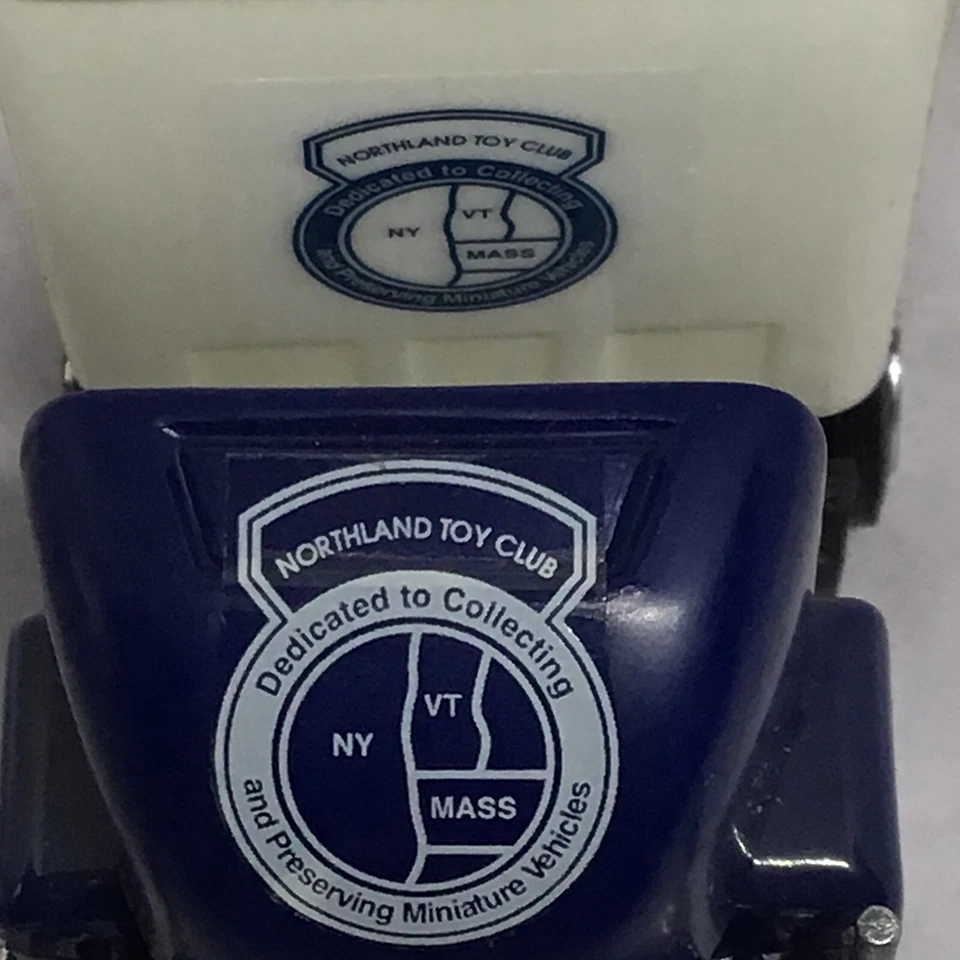 NORTHLAND TOY CLUB
Dedicated to Collecting
NY
VT
MASS
and Preserving Miniature Vehicles
NORTHLAND TOY CLUB
Dedicated to Collecting
NY
VT
MASS
and Preserving Miniature Vehicles